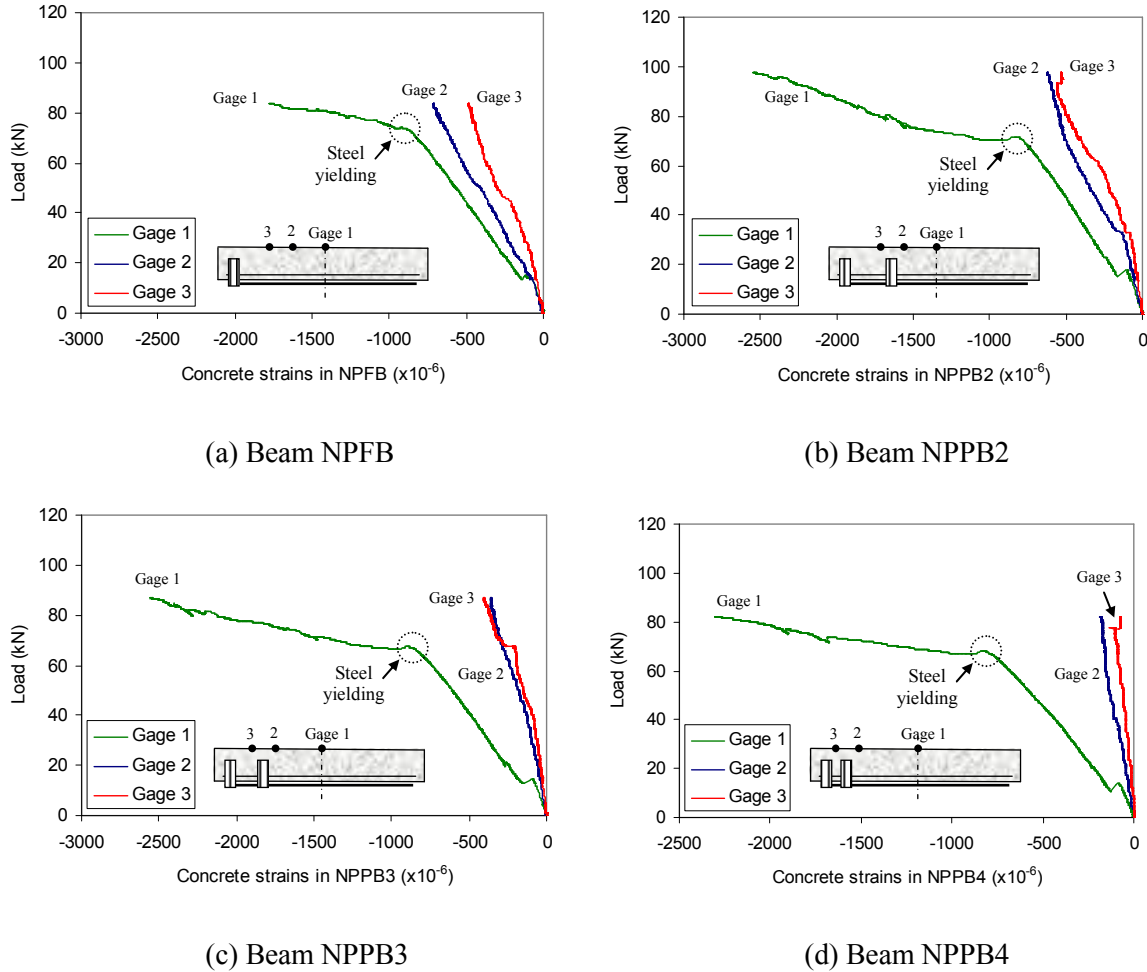 120
100
80
60
40
20
0
Load (kN)
Gage 1
Gage 2
Gage 3
Steel
yielding
Gage 1
Gage 2
Gage 3
3 2 Gage 1
-3000 -2500 -2000 -1500 -1000 -500 0
Concrete strains in NPFB (x10⁻⁶)
(a) Beam NPFB
120
100
80
60
40
20
0
Load (kN)
Gage 1
Gage 2
Gage 3
Steel
yielding
Gage 1
Gage 2
Gage 3
3 2 Gage 1
-3000 -2500 -2000 -1500 -1000 -500 0
Concrete strains in NPPB2 (x10⁻⁶)
(b) Beam NPPB2
120
100
80
60
40
20
0
Load (kN)
Gage 1
Gage 3
Gage 2
Steel
yielding
Gage 1
Gage 2
Gage 3
3 2 Gage 1
-3000 -2500 -2000 -1500 -1000 -500 0
Concrete strains in NPPB3 (x10⁻⁶)
(c) Beam NPPB3
120
100
80
60
40
20
0
Load (kN)
Gage 1
Gage 3
Gage 2
Steel
yielding
Gage 1
Gage 2
Gage 3
3 2 Gage 1
-2500 -2000 -1500 -1000 -500 0
Concrete strains in NPPB4 (x10⁻⁶)
(d) Beam NPPB4